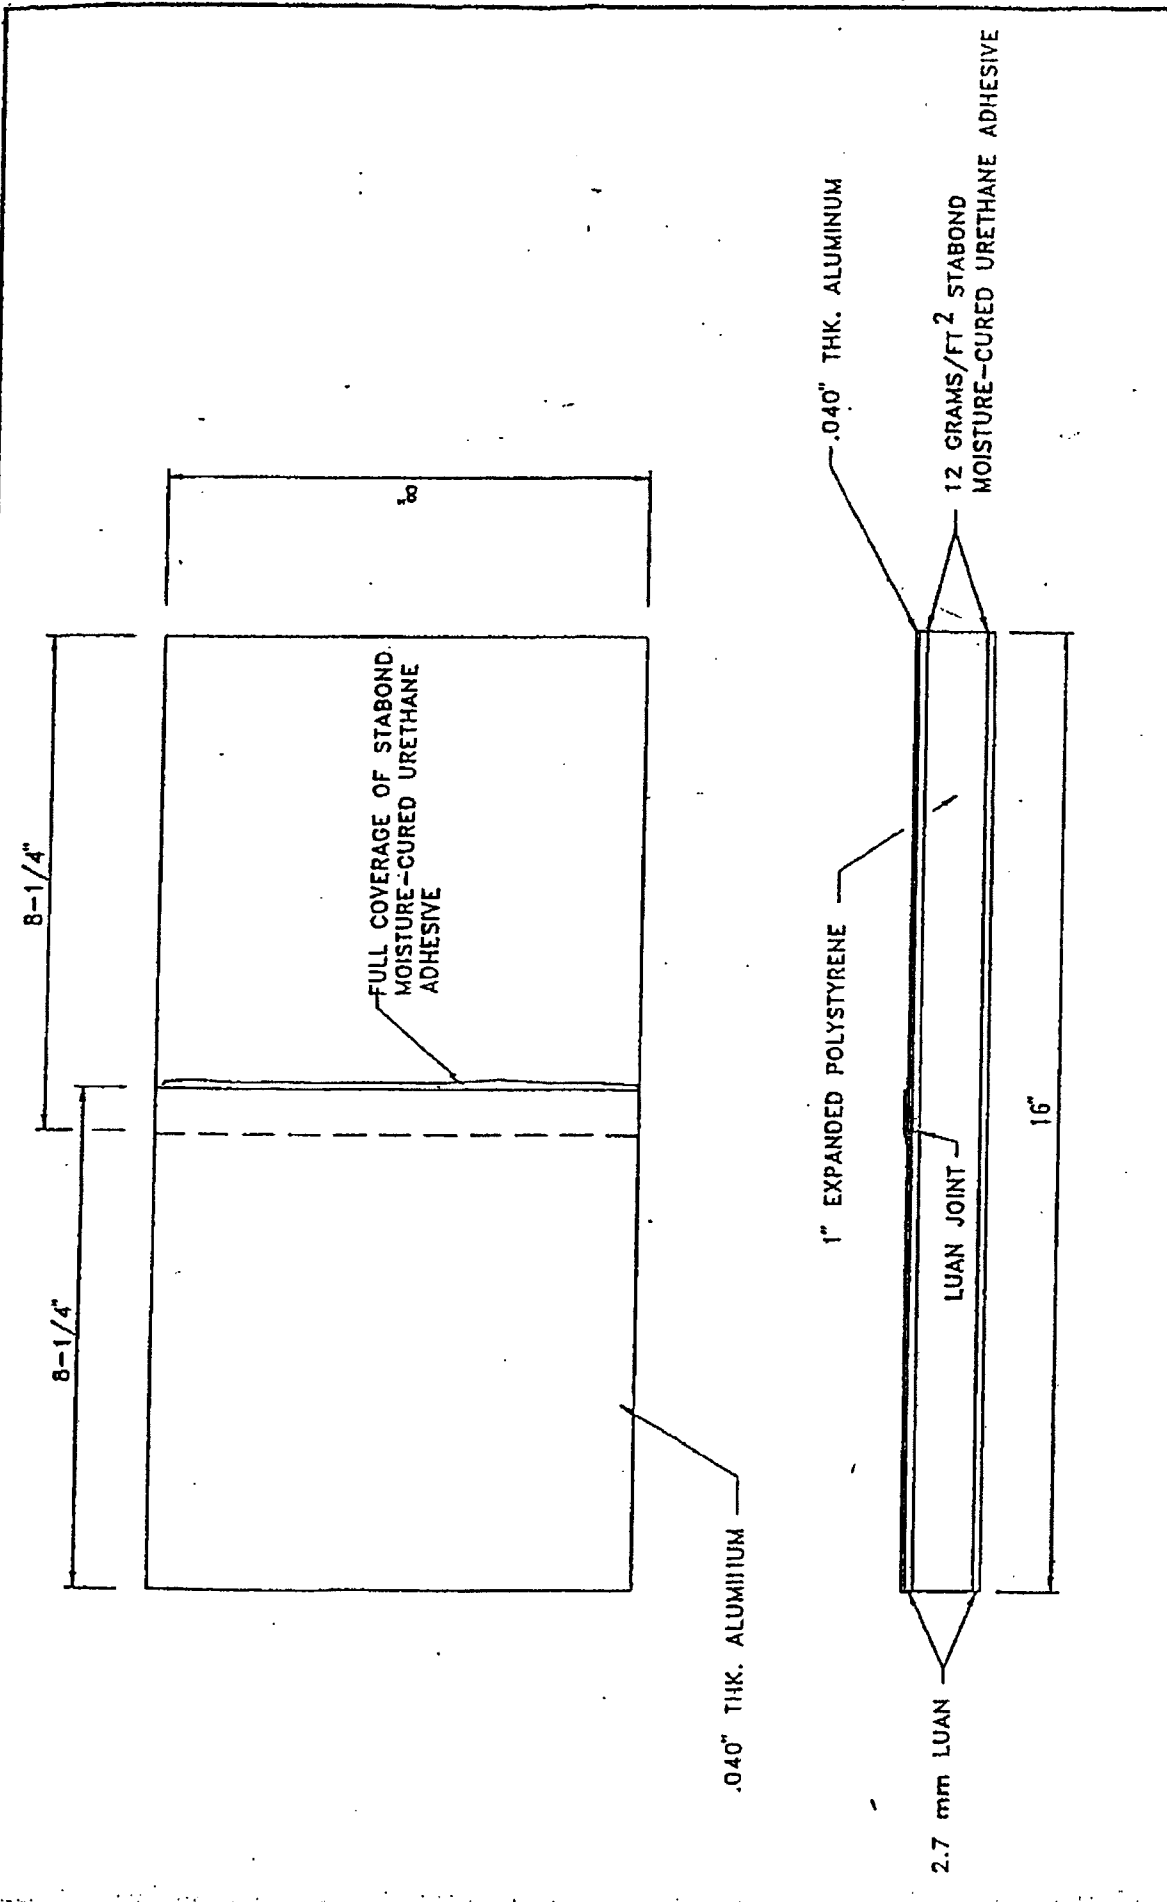 8-1/4"
8-1/4"
FULL COVERAGE OF STABOND
MOISTURE-CURED URETHANE
ADHESIVE
8"
.040" THK. ALUMINUM
.040" THK. ALUMINUM
1" EXPANDED POLYSTYRENE
12 GRAMS/FT2 STABOND
MOISTURE-CURED URETHANE ADHESIVE
LUAN JOINT
2.7 mm LUAN
16"